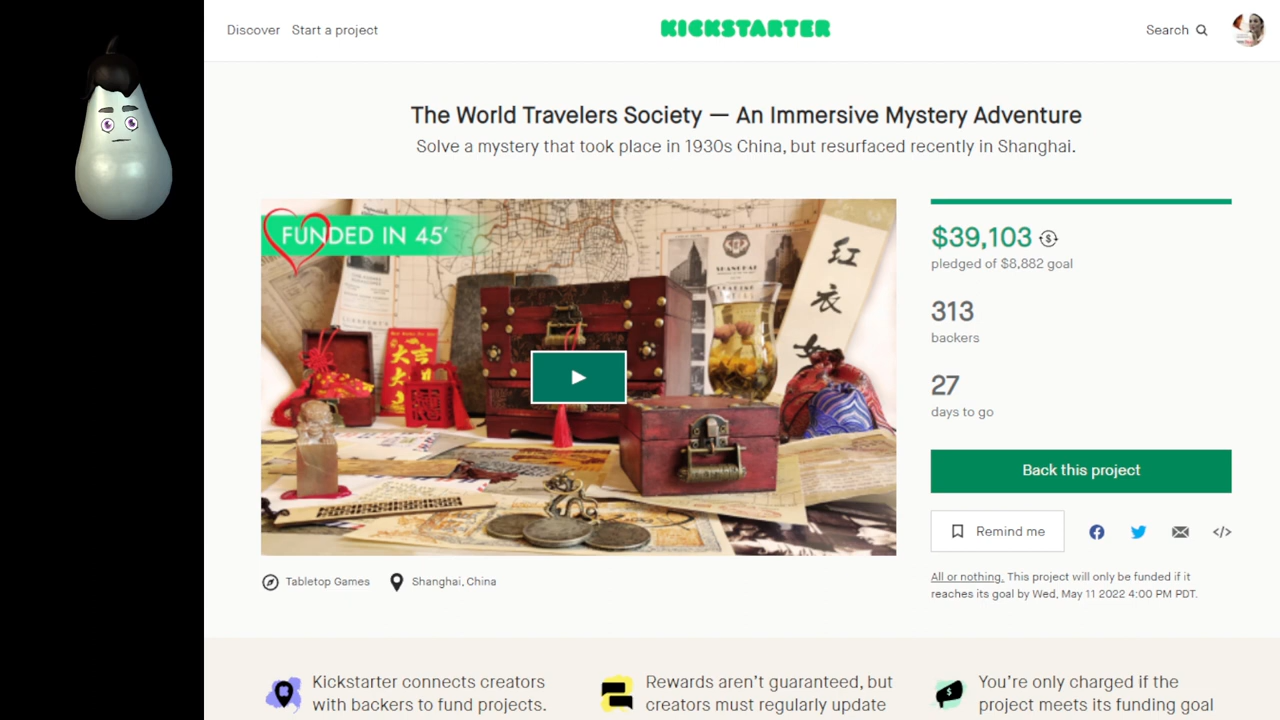 Discover Start a project
KICKSTARTER
Search
The World Travelers Society — An Immersive Mystery Adventure
Solve a mystery that took place in 1930s China, but resurfaced recently in Shanghai.
FUNDED IN 45'
SHANGHAI
红
衣
女
大吉
大
$39,103
pledged of $8,882 goal
313
backers
27
days to go
Back this project
Remind me
All or nothing. This project will only be funded if it
reaches its goal by Wed, May 11 2022 4:00 PM PDT.
Tabletop Games
Shanghai, China
Kickstarter connects creators
with backers to fund projects.
Rewards aren't guaranteed, but
creators must regularly update
You're only charged if the
project meets its funding goal